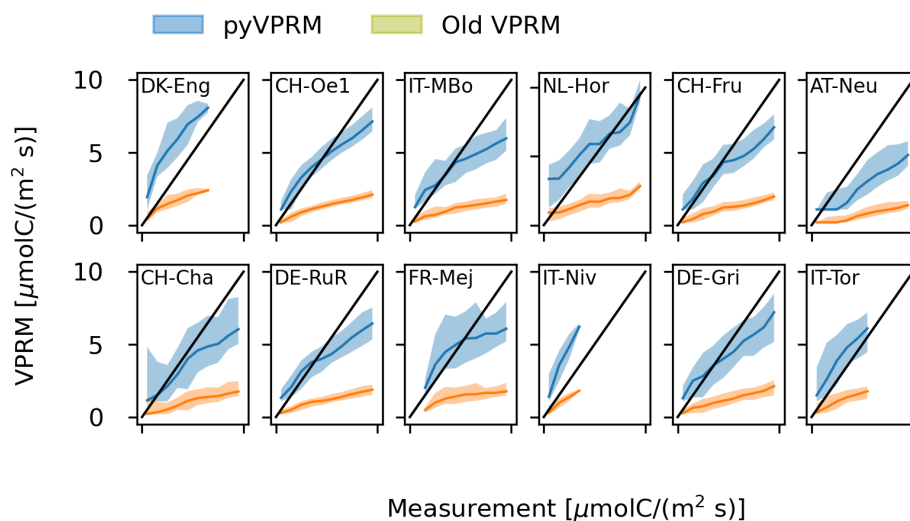 pyVPRM Old VPRM
DK-Eng CH-Oe1 IT-MBo NL-Hor CH-Fru AT-Neu
10
5
0
CH-Cha DE-RuR FR-Mej IT-Niv DE-Gri IT-Tor
10
5
0
VPRM [μmolC/(m² s)]
Measurement [μmolC/(m² s)]